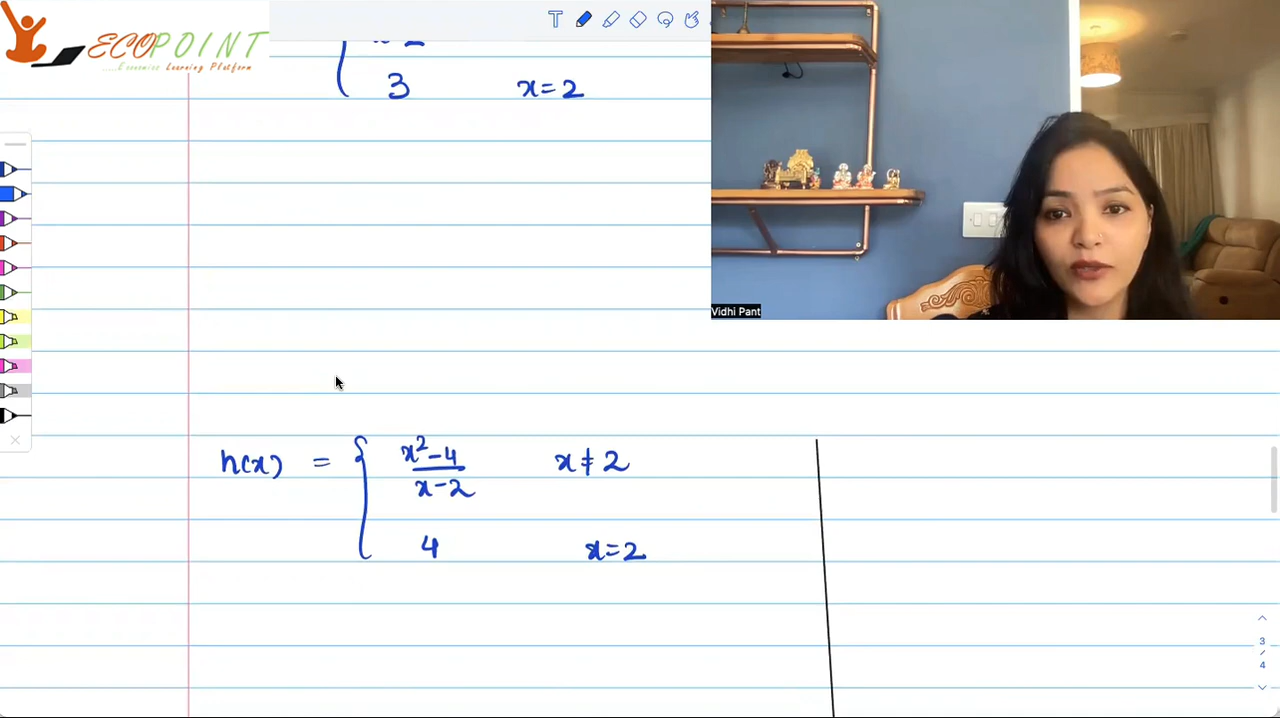 ECOPOINT
.....Economics Learning Platform
T
3 x=2
Vidhi Pant
h(x) = { x²-4 x≠2
x-2
4 x=2
3
4